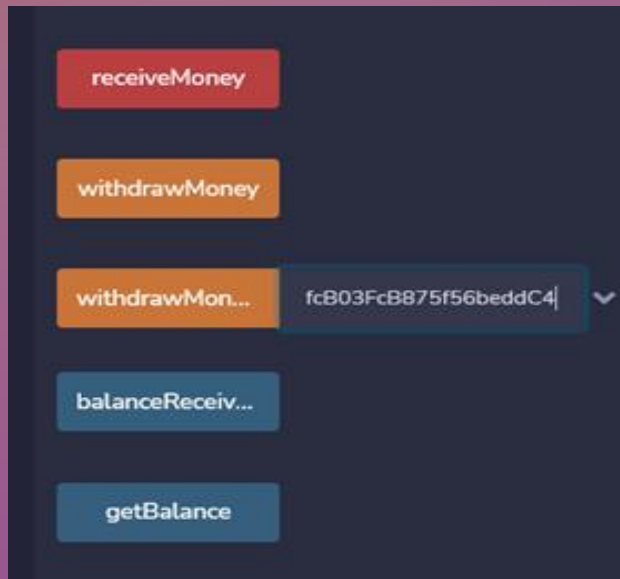 receiveMoney
withdrawMoney
withdrawMon... fcB03FcB875f56beddC4
balanceReceiv...
getBalance